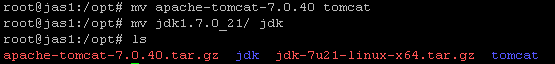 root@jas1:/opt# mv apache-tomcat-7.0.40 tomcat
root@jas1:/opt# mv jdk1.7.0_21/ jdk
root@jas1:/opt# ls
apache-tomcat-7.0.40.tar.gz  jdk  jdk-7u21-linux-x64.tar.gz  tomcat